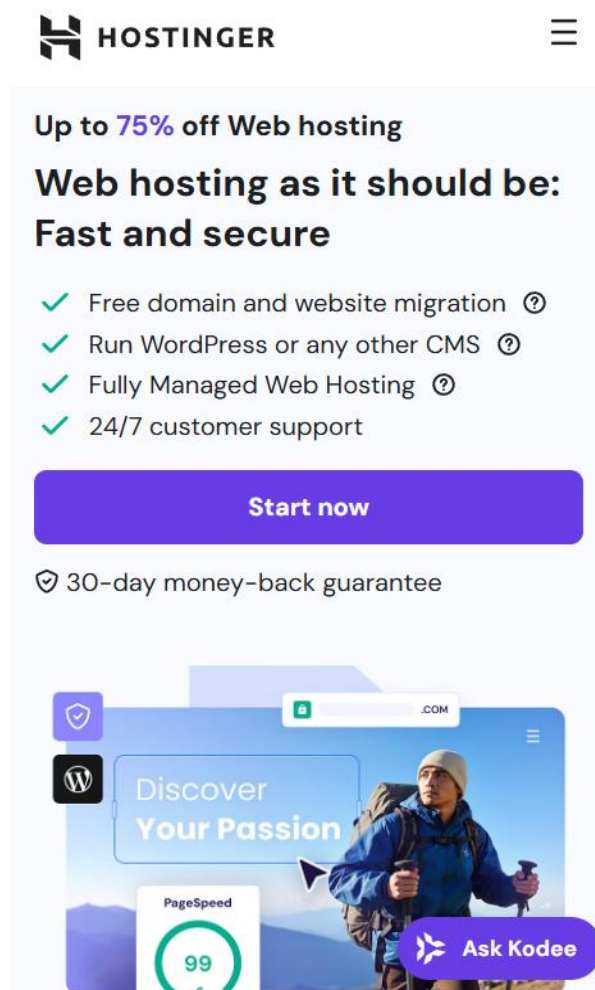 HOSTINGER
Up to 75% off Web hosting
Web hosting as it should be:
Fast and secure
Free domain and website migration
Run WordPress or any other CMS
Fully Managed Web Hosting
24/7 customer support
Start now
30-day money-back guarantee
.COM
Discover
Your Passion
PageSpeed
99
Ask Kodee